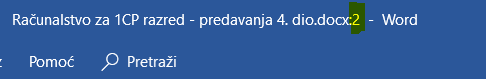 Računalstvo za 1CP razred - predavanja 4. dio.docx:2 - Word
Pomoć Pretraži